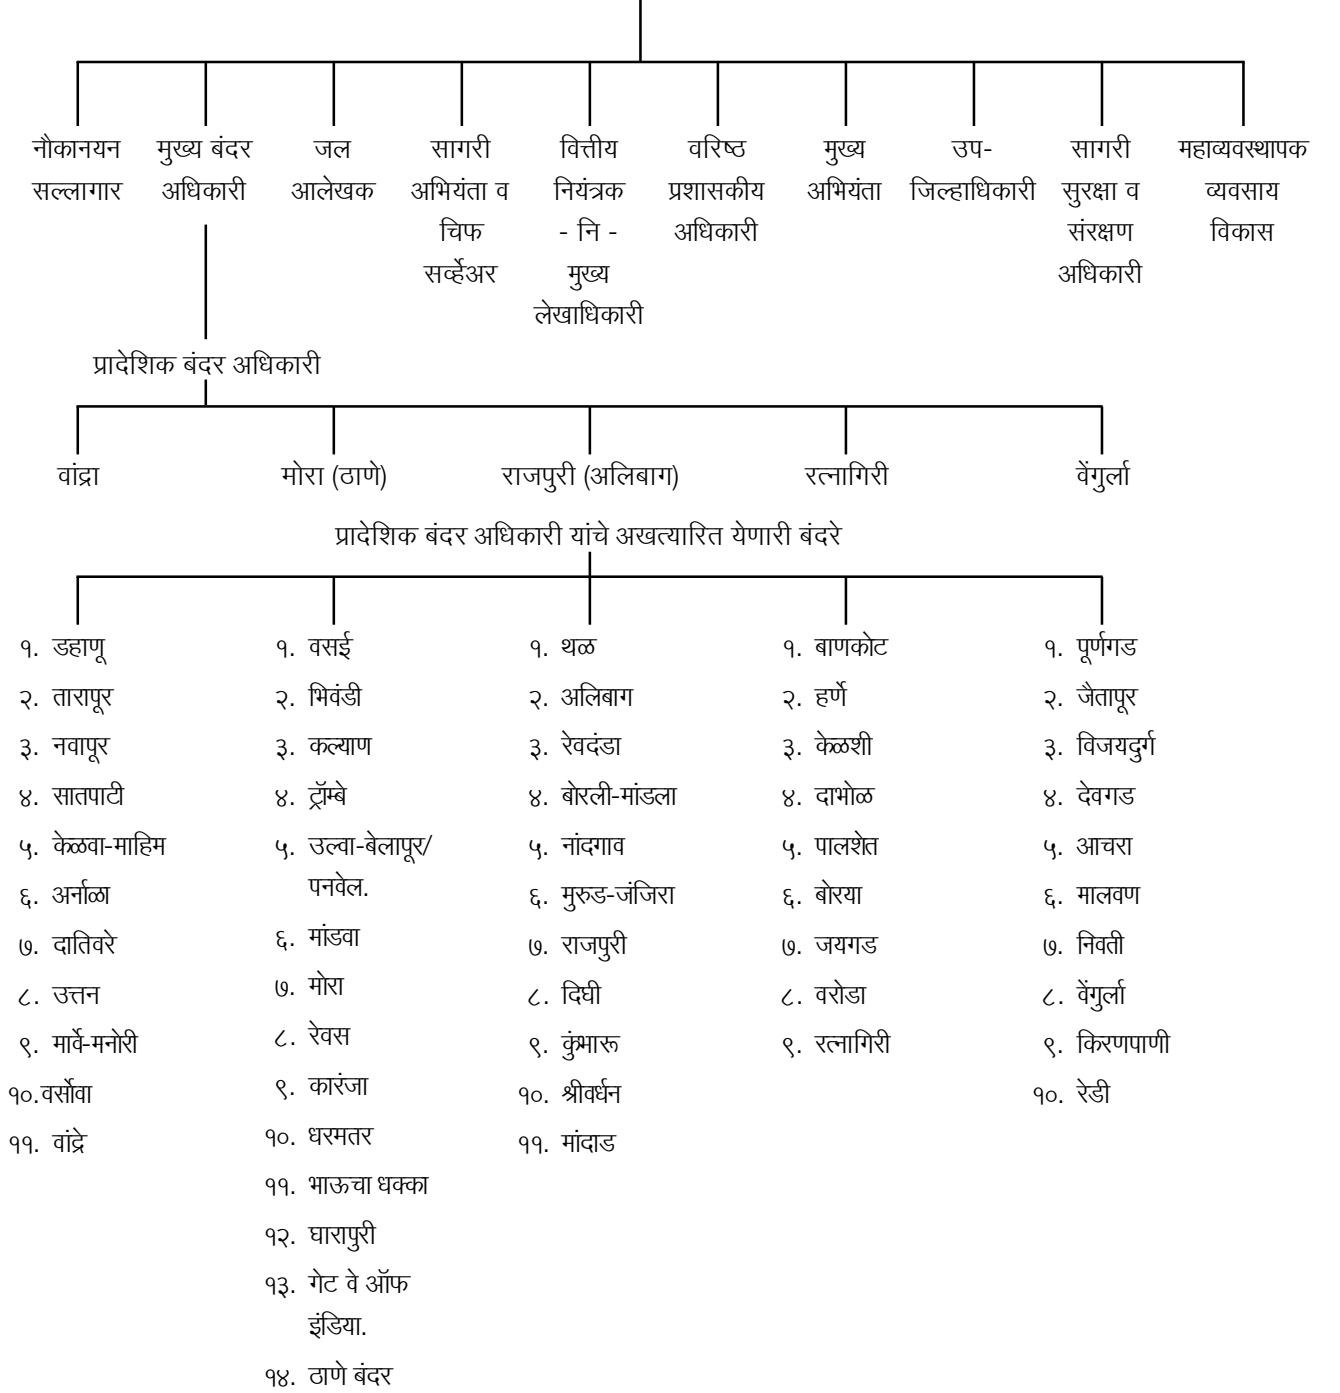 नौकानयन
सल्लागार
मुख्य बंदर
अधिकारी
जल
आलेखक
सागरी
अभियंता व
चिफ
सर्व्हेअर
वित्तीय
नियंत्रक
- नि -
मुख्य
लेखाधिकारी
वरिष्ठ
प्रशासकीय
अधिकारी
मुख्य
अभियंता
उप-
जिल्हाधिकारी
सागरी
सुरक्षा व
संरक्षण
अधिकारी
महाव्यवस्थापक
व्यवसाय
विकास
प्रादेशिक बंदर अधिकारी
वांद्रा
मोरा (ठाणे)
राजपुरी (अलिबाग)
रत्नागिरी
वेंगुर्ला
प्रादेशिक बंदर अधिकारी यांचे अखत्यारित येणारी बंदरे
१. डहाणू
२. तारापूर
३. नवापूर
४. सातपाटी
५. केळवा-माहिम
६. अर्नाळा
७. दातिवरे
८. उत्तन
९. मार्वे-मनोरी
१०. वर्सोवा
११. वांद्रे
१. वसई
२. भिवंडी
३. कल्याण
४. ट्रॉम्बे
५. उल्वा-बेलापूर/
पनवेल.
६. मांडवा
७. मोरा
८. रेवस
९. कारंजा
१०. धरमतर
११. भाऊचा धक्का
१२. घारापुरी
१३. गेट वे ऑफ
इंडिया.
१४. ठाणे बंदर
१. थळ
२. अलिबाग
३. रेवदंडा
४. बोरली-मांडला
५. नांदगाव
६. मुरुड-जंजिरा
७. राजपुरी
८. दिघी
९. कुंभारू
१०. श्रीवर्धन
११. मांदाड
१. बाणकोट
२. हर्णे
३. केळशी
४. दाभोळ
५. पालशेत
६. बोरया
७. जयगड
८. वरोडा
९. रत्नागिरी
१. पूर्णगड
२. जैतापूर
३. विजयदुर्ग
४. देवगड
५. आचरा
६. मालवण
७. निवती
८. वेंगुर्ला
९. किरणपाणी
१०. रेडी